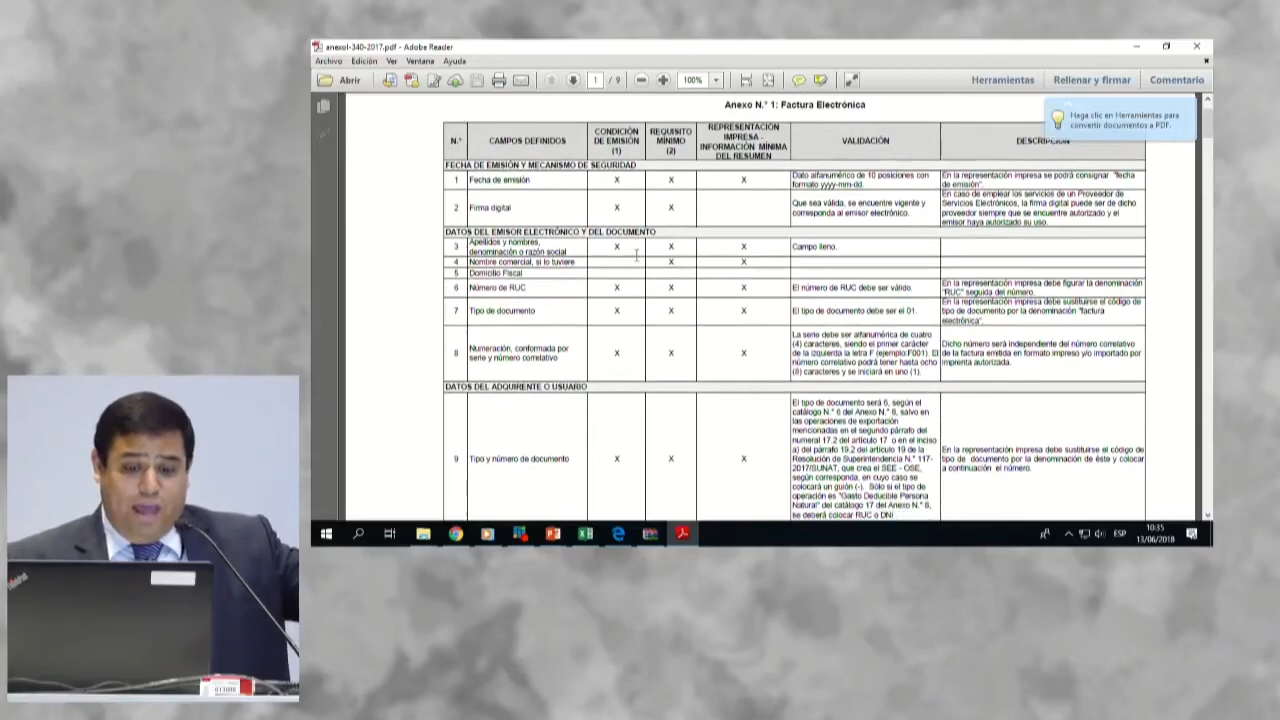 anexoI-340-2017.pdf - Adobe Reader
Archivo Edición Ver Ventana Ayuda
Abrir
1 / 9
100%
Herramientas
Rellenar y firmar
Comentario
Haga clic en Herramientas para
convertir documentos a PDF.
Anexo N.° 1: Factura Electrónica
N.°
CAMPOS DEFINIDOS
CONDICIÓN
DE EMISIÓN
(1)
REQUISITO
MÍNIMO
(2)
REPRESENTACIÓN
IMPRESA -
INFORMACIÓN MÍNIMA
DEL RESUMEN
VALIDACIÓN
DESCRIPCIÓN
FECHA DE EMISIÓN Y MECANISMO DE SEGURIDAD
1
Fecha de emisión
X
X
X
Dato alfanumérico de 10 posiciones con
formato yyyy-mm-dd.
En la representación impresa se podrá consignar "fecha
de emisión".
2
Firma digital
X
X
Que sea válida, se encuentre vigente y
corresponda al emisor electrónico.
En caso de emplear los servicios de un Proveedor de
Servicios Electrónicos, la firma digital puede ser de dicho
proveedor siempre que se encuentre autorizado y el
emisor haya autorizado su uso.
DATOS DEL EMISOR ELECTRÓNICO Y DEL DOCUMENTO
3
Apellidos y nombres,
denominación o razón social
X
X
X
Campo lleno.
4
Nombre comercial, si lo tuviere
X
X
5
Domicilio Fiscal
6
Número de RUC
X
X
X
El número de RUC debe ser válido.
En la representación impresa debe figurar la denominación
"RUC" seguida del número.
7
Tipo de documento
X
X
X
El tipo de documento debe ser el 01.
En la representación impresa debe sustituirse el código de
tipo de documento por la denominación "factura
electrónica".
8
Numeración, conformada por
serie y número correlativo
X
X
X
La serie debe ser alfanumérica de cuatro
(4) caracteres, siendo el primer carácter
de la izquierda la letra F (ejemplo:F001). El
número correlativo podrá tener hasta ocho
(8) caracteres y se iniciará en uno (1).
Dicho número será independiente del número correlativo
de la factura emitida en formato impreso y/o importado por
imprenta autorizada.
DATOS DEL ADQUIRENTE O USUARIO
9
Tipo y número de documento
X
X
X
El tipo de documento será 6, según el
catálogo N.° 6 del Anexo N.° 8, salvo en
las operaciones de exportación
mencionadas en el segundo párrafo del
numeral 17.2 del artículo 17 o en el inciso
a) del párrafo 19.2 del artículo 19 de la
Resolución de Superintendencia N.° 117-
2017/SUNAT, que crea el SEE - OSE,
según corresponda, en cuyo caso se
colocará un guión (-). Sólo si el tipo de
operación es "Gasto Deducible Persona
Natural" del catálogo 17 del Anexo N.° 8,
se deberá colocar RUC o DNI
En la representación impresa debe sustituirse el código de
tipo de documento por la denominación de éste y colocar
a continuación el número.
ESP
10:35
13/06/2018